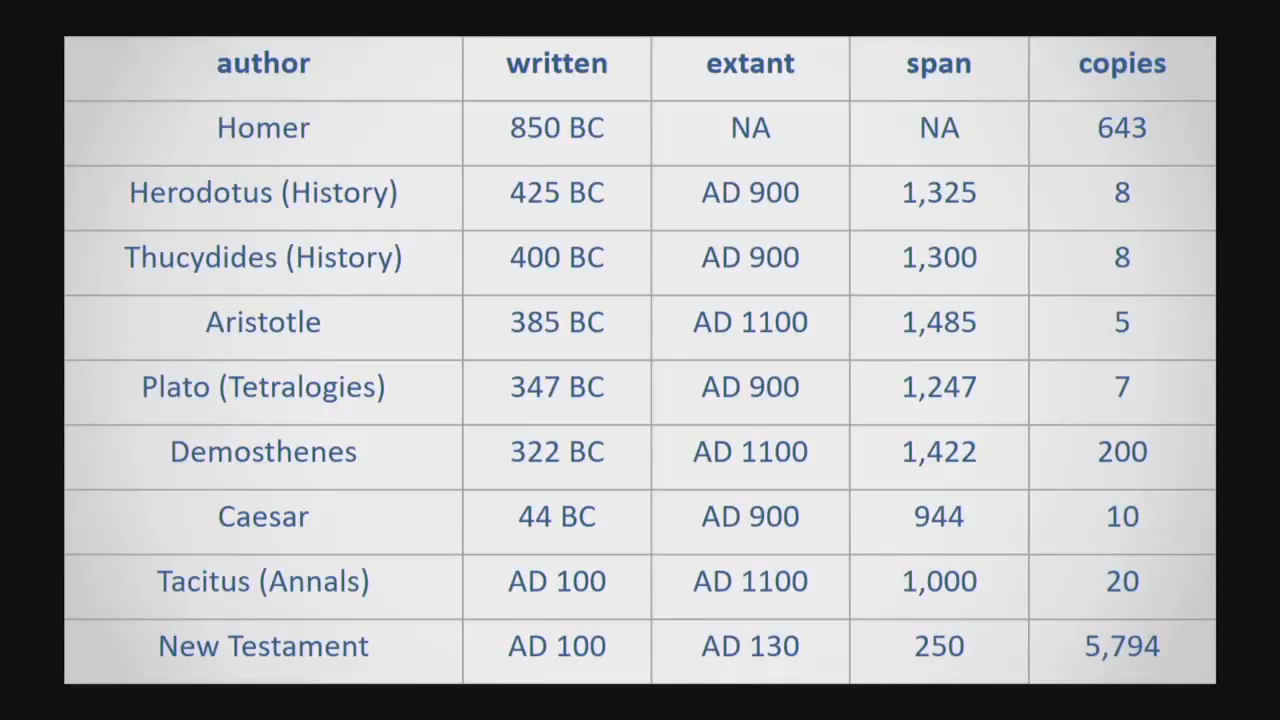 author written extant span copies
Homer 850 BC NA NA 643
Herodotus (History) 425 BC AD 900 1,325 8
Thucydides (History) 400 BC AD 900 1,300 8
Aristotle 385 BC AD 1100 1,485 5
Plato (Tetralogies) 347 BC AD 900 1,247 7
Demosthenes 322 BC AD 1100 1,422 200
Caesar 44 BC AD 900 944 10
Tacitus (Annals) AD 100 AD 1100 1,000 20
New Testament AD 100 AD 130 250 5,794